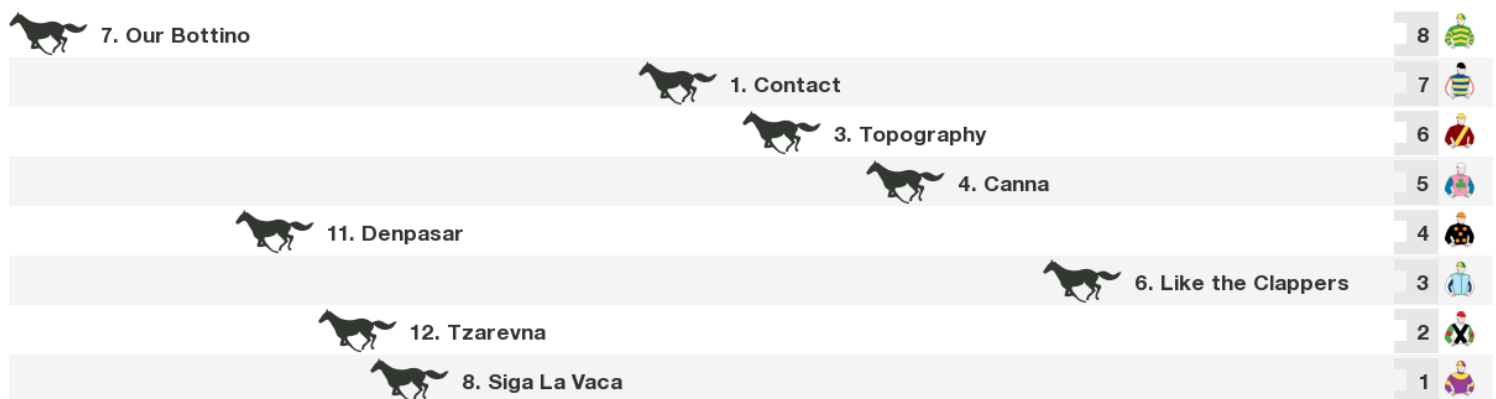 7. Our Bottino 8
1. Contact 7
3. Topography 6
4. Canna 5
11. Denpasar 4
6. Like the Clappers 3
12. Tzarevna 2
8. Siga La Vaca 1